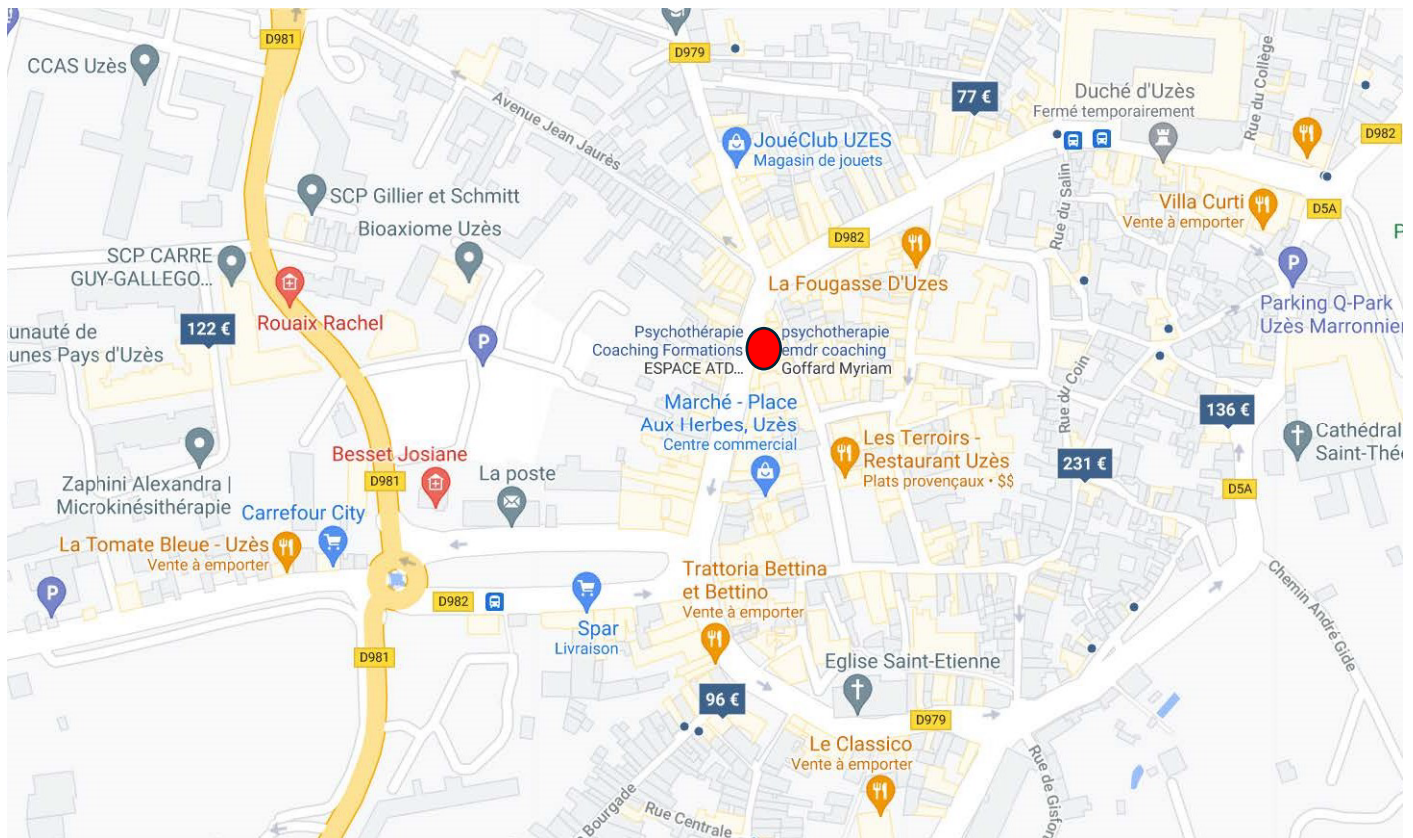 D981
CCAS Uzès
D979
Avenue Jean Jaurès
77 €
Duché d'Uzès
Fermé temporairement
Rue du Collège
D982
JouéClub UZES
Magasin de jouets
SCP Gillier et Schmitt
Bioaxiome Uzès
Rue du Salin
Villa Curti
Vente à emporter
D5A
P
SCP CARRE
GUY-GALLEGO...
D982
La Fougasse D'Uzes
Parking Q-Park
Uzès Marronnier
Rouaix Rachel
122 €
unauté de
unes Pays d'Uzès
P
P
Psychothérapie
Coaching Formations
ESPACE ATD...
psychotherapie
emdr coaching
Goffard Myriam
Rue du Coin
Marché - Place
Aux Herbes, Uzès
Centre commercial
136 €
Les Terroirs -
Restaurant Uzès
Plats provençaux • $$
231 €
Cathédral
Saint-Thé
Besset Josiane
La poste
D981
D5A
Zaphini Alexandra |
Microkinésithérapie
Carrefour City
La Tomate Bleue - Uzès
Vente à emporter
P
D982
Spar
Livraison
Trattoria Bettina
et Bettino
Vente à emporter
Chemin André Gide
D981
Eglise Saint-Etienne
96 €
D979
Le Classico
Vente à emporter
Bourgade
Rue Centrale
Rue de Gisf